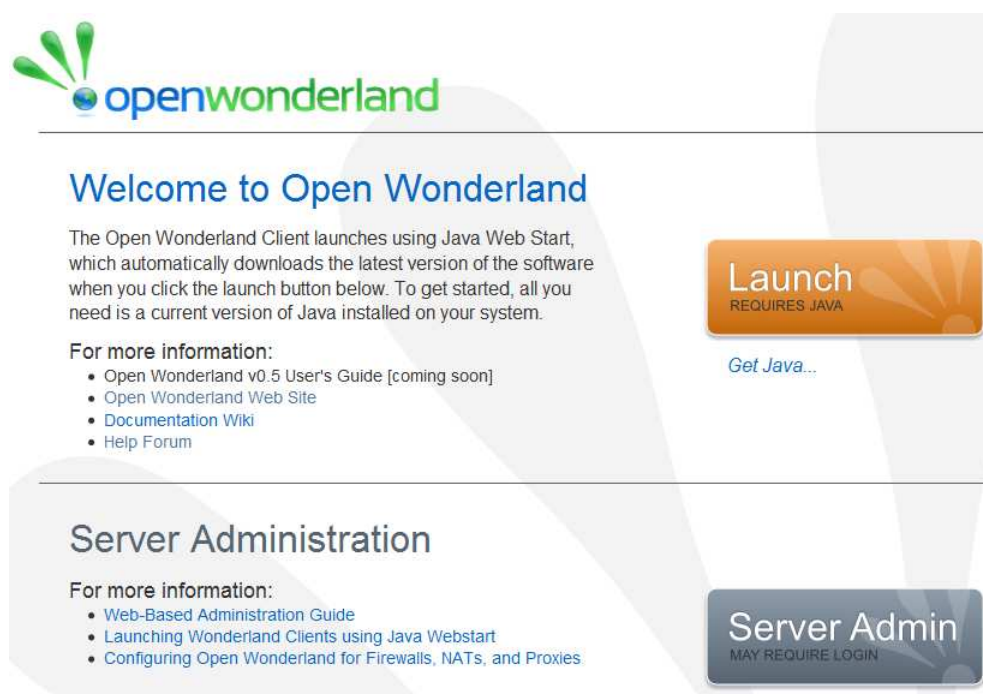 openwonderland
Welcome to Open Wonderland
The Open Wonderland Client launches using Java Web Start,
which automatically downloads the latest version of the software
when you click the launch button below. To get started, all you
need is a current version of Java installed on your system.
Launch
REQUIRES JAVA
Get Java...
For more information:
• Open Wonderland v0.5 User's Guide [coming soon]
• Open Wonderland Web Site
• Documentation Wiki
• Help Forum
Server Administration
For more information:
• Web-Based Administration Guide
• Launching Wonderland Clients using Java Webstart
• Configuring Open Wonderland for Firewalls, NATs, and Proxies
Server Admin
MAY REQUIRE LOGIN